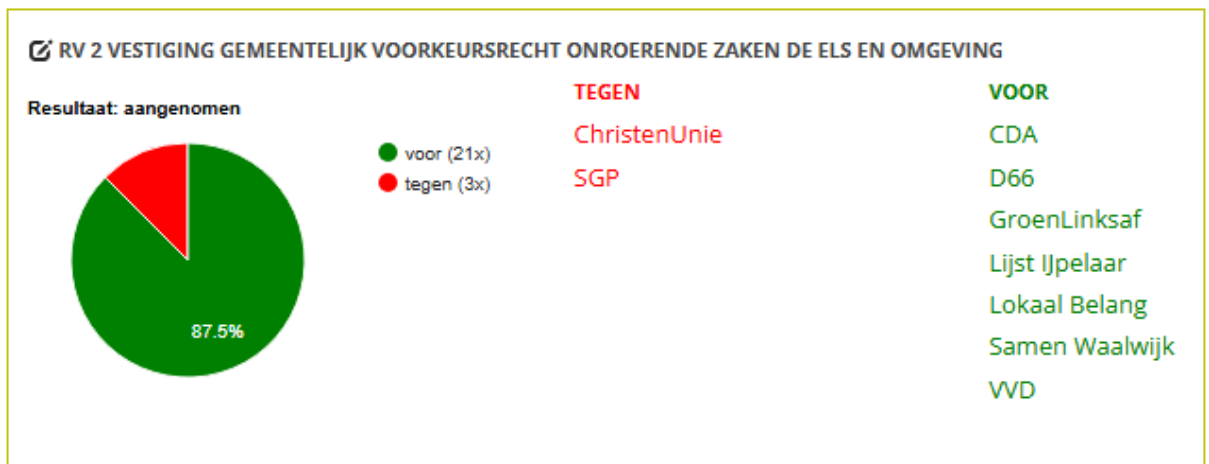 RV 2 VESTIGING GEMEENTELIJK VOORKEURSRECHT ONROERENDE ZAKEN DE ELS EN OMGEVING
Resultaat: aangenomen
87.5%
voor (21x)
tegen (3x)
TEGEN
ChristenUnie
SGP
VOOR
CDA
D66
GroenLinksaf
Lijst IJpelaar
Lokaal Belang
Samen Waalwijk
VVD